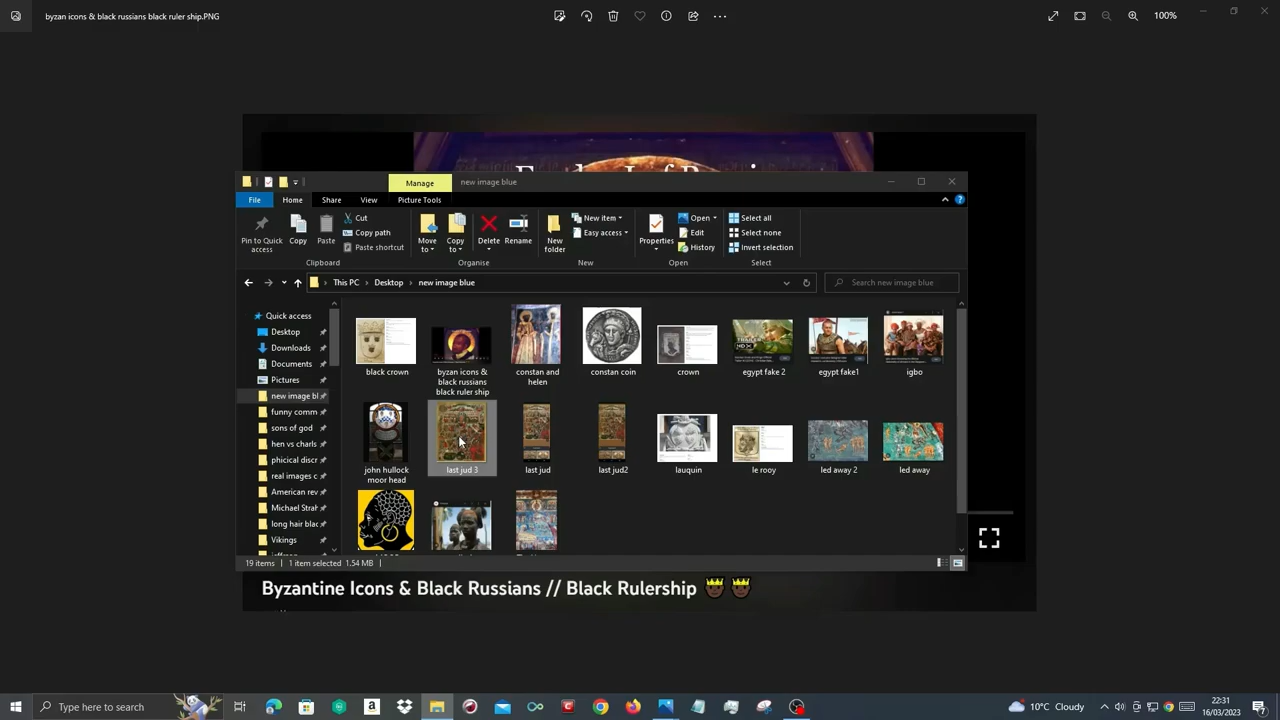 byzan icons & black russians black ruler ship.PNG
100%
Manage
new image blue
File
Home
Share
View
Picture Tools
Pin to Quick access
Copy
Paste
Cut
Copy path
Paste shortcut
Clipboard
Move to
Copy to
Delete
Rename
Organise
New folder
New item
Easy access
New
Properties
Open
Edit
History
Open
Select all
Select none
Invert selection
Select
This PC
Desktop
new image blue
Search new image blue
Quick access
Desktop
Downloads
Documents
Pictures
new image bl
funny comm
sons of god
hen vs charls
phicical discr
real images c
American rev
Michael Strah
long hair blac
Vikings
black crown
byzan icons &
black russians
black ruler ship
constan and
helen
constan coin
crown
egypt fake 2
egypt fake1
igbo
john hullock
moor head
last jud 3
last jud
last jud2
lauquin
le rooy
led away 2
led away
19 items
1 item selected 1.54 MB
Byzantine Icons & Black Russians // Black Rulership
Type here to search
10°C Cloudy
22:31
16/03/2023